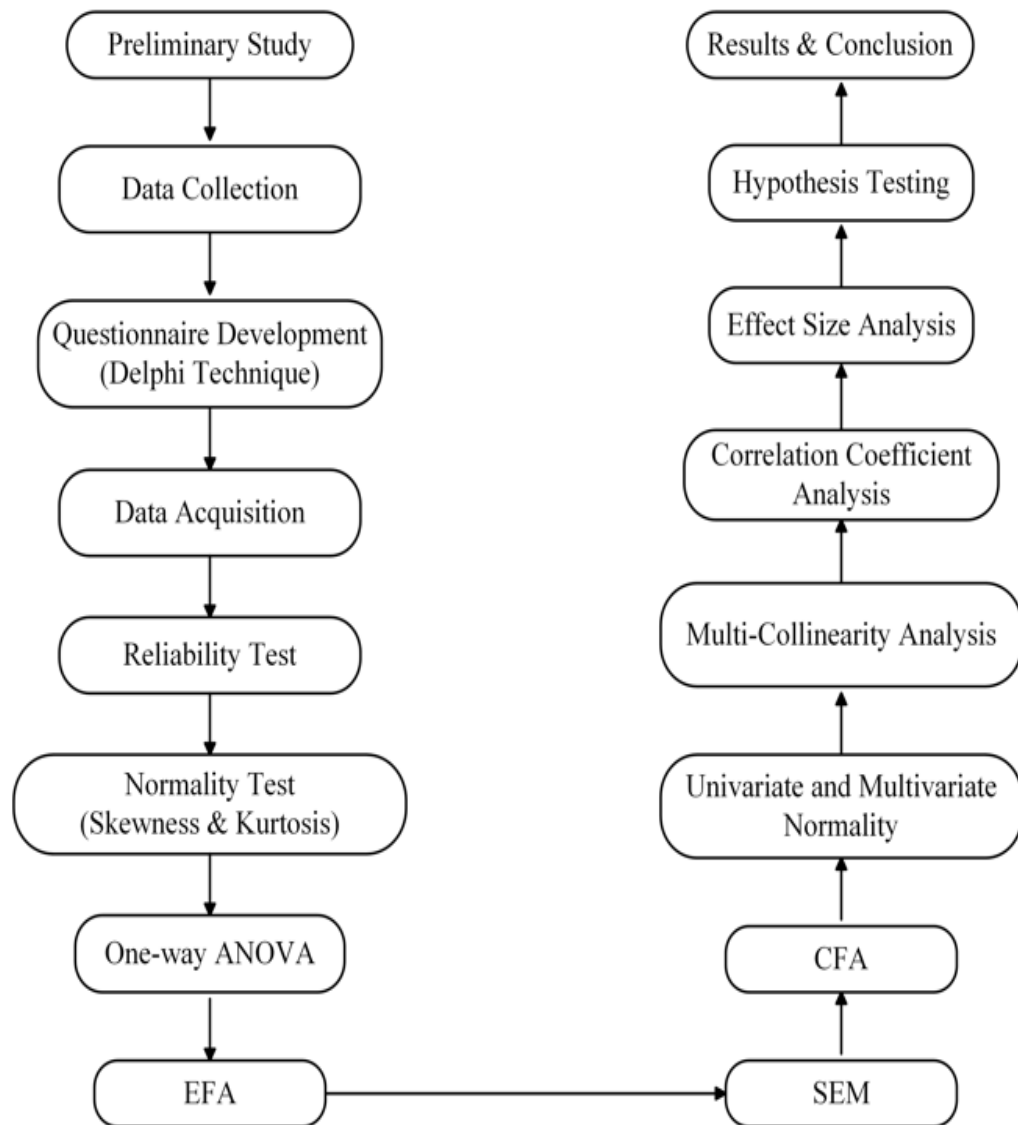 Preliminary Study
Data Collection
Questionnaire Development
(Delphi Technique)
Data Acquisition
Reliability Test
Normality Test
(Skewness & Kurtosis)
One-way ANOVA
EFA
SEM
CFA
Univariate and Multivariate
Normality
Multi-Collinearity Analysis
Correlation Coefficient
Analysis
Effect Size Analysis
Hypothesis Testing
Results & Conclusion